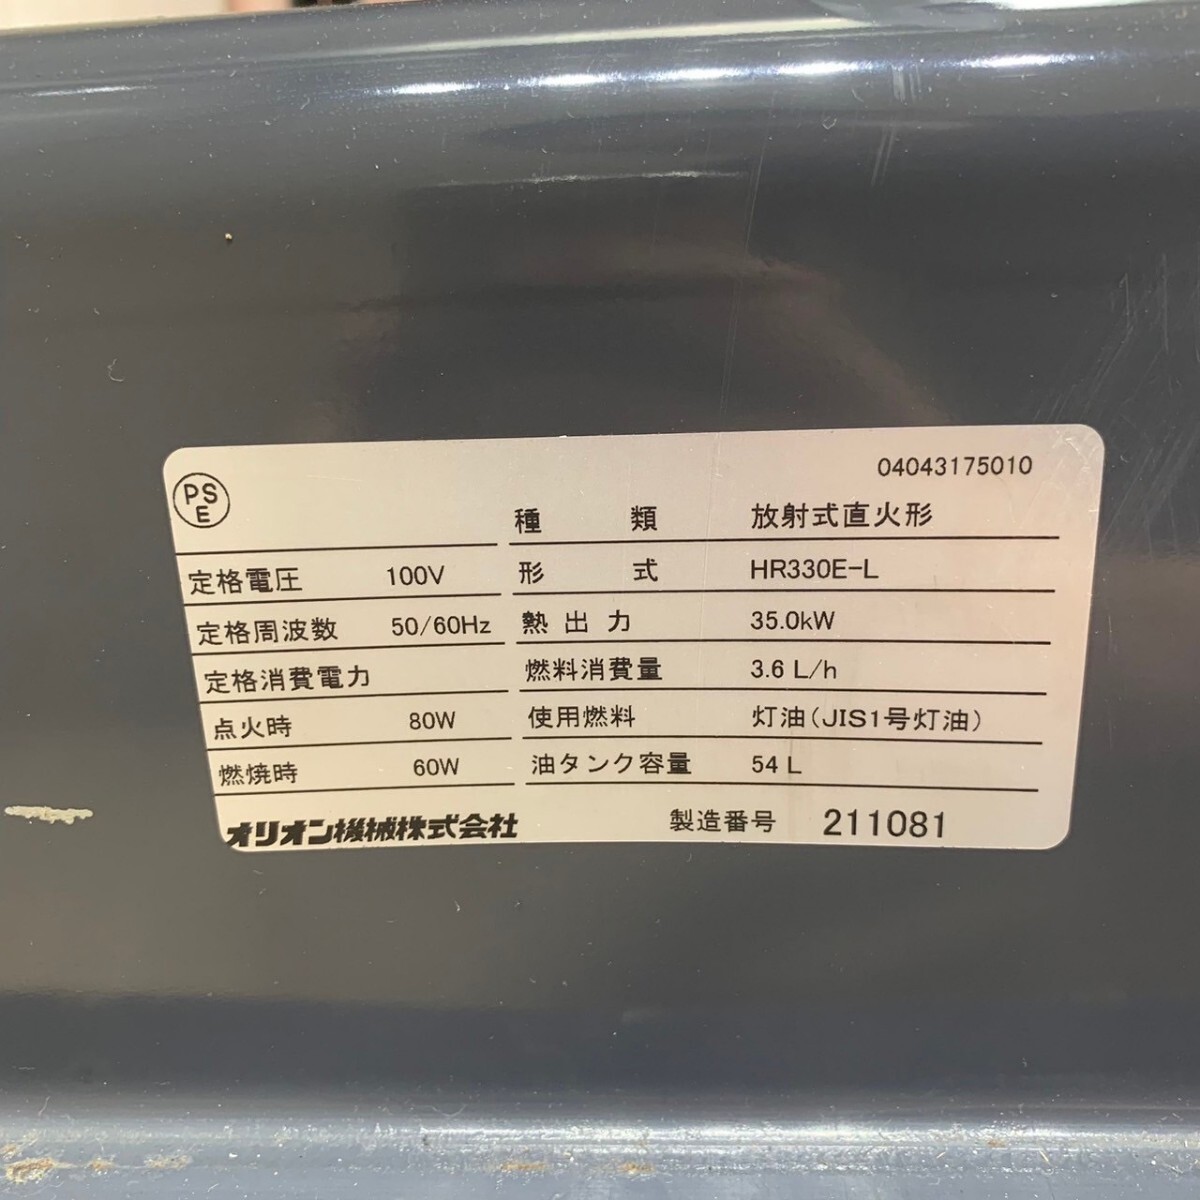 04043175010
PS
E
種 類 放射式直火形
定格電圧 100V 形 式 HR330E-L
定格周波数 50/60Hz 熱出力 35.0kW
定格消費電力 燃料消費量 3.6 L/h
点火時 80W 使用燃料 灯油(JIS1号灯油)
燃焼時 60W 油タンク容量 54 L
オリオン機械株式会社 製造番号 211081